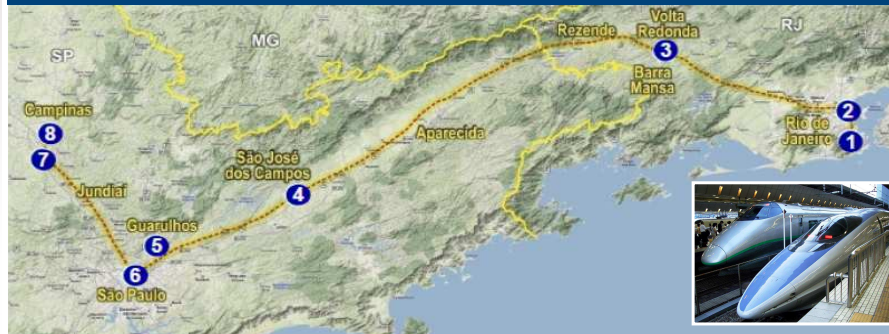 SP
MG
RJ
Rezende
Volta
Redonda
3
Barra
Mansa
Campinas
8
7
Jundiaí
Aparecida
São José
dos Campos
4
Rio de
Janeiro
2
1
Guarulhos
5
6
São Paulo